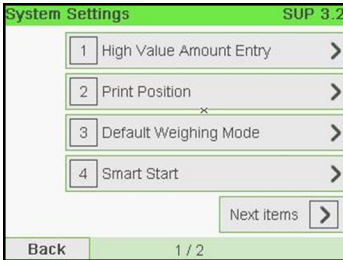 System Settings SUP 3.2
1 High Value Amount Entry
2 Print Position
3 Default Weighing Mode
4 Smart Start
Next items
Back 1 / 2